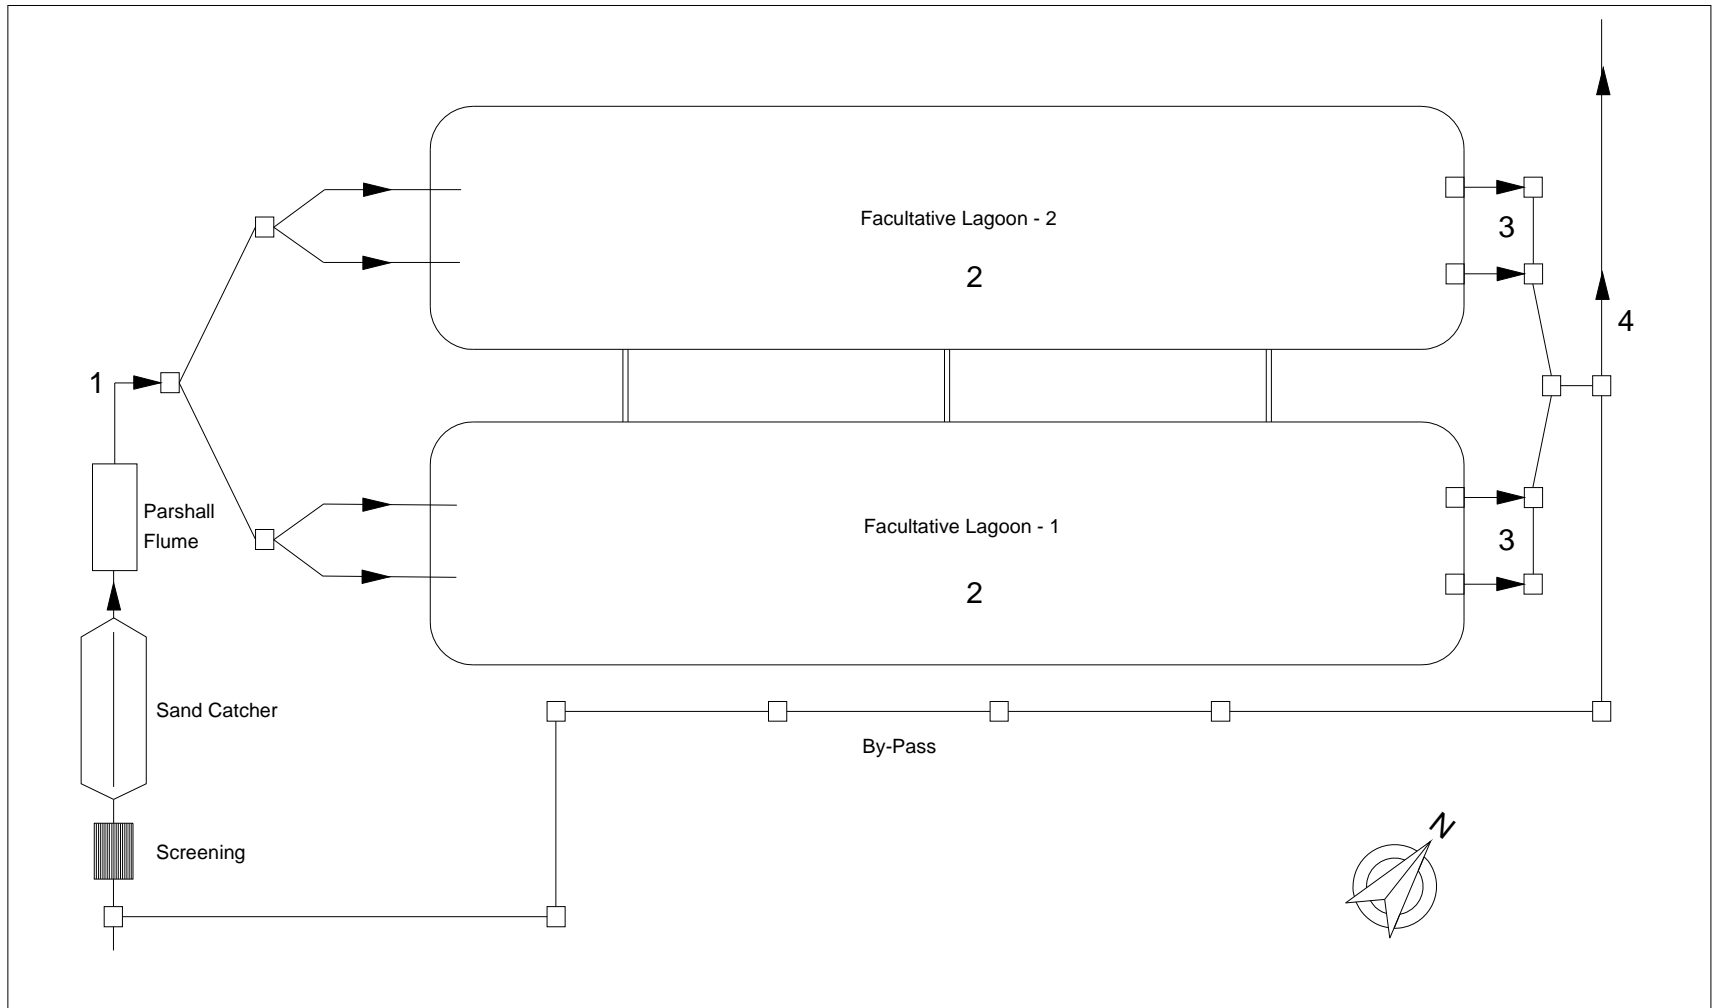 Facultative Lagoon - 2
2
3
4
1
Parshall
Flume
Facultative Lagoon - 1
2
3
Sand Catcher
By-Pass
Screening
N